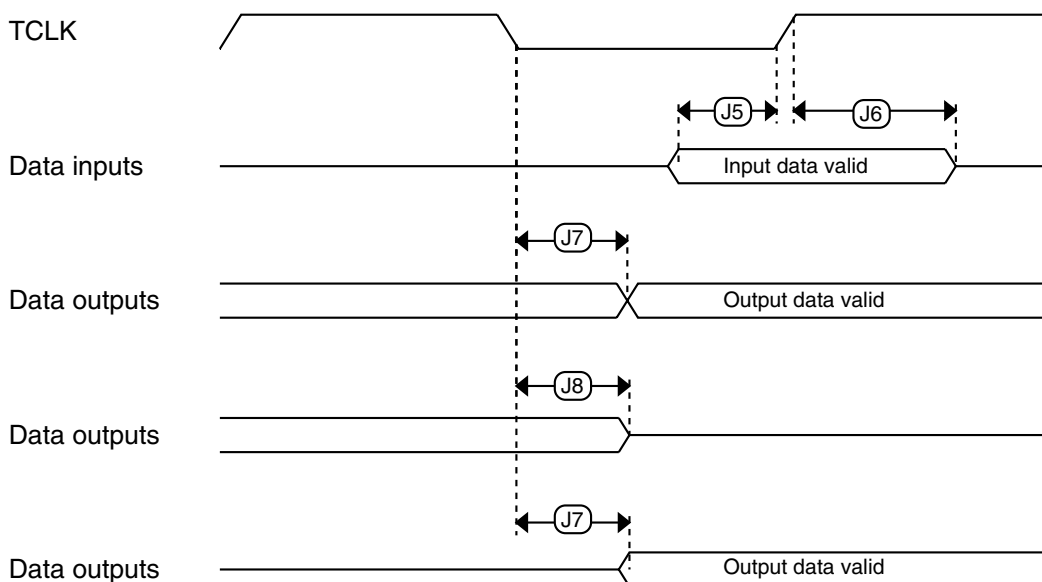 TCLK
J5
J6
Data inputs
Input data valid
J7
Data outputs
Output data valid
J8
Data outputs
J7
Data outputs
Output data valid